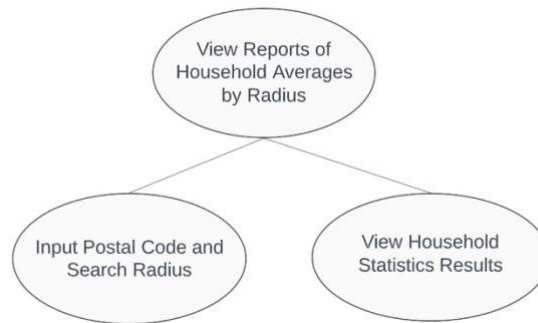 View Reports of
Household Averages
by Radius
Input Postal Code and
Search Radius
View Household
Statistics Results